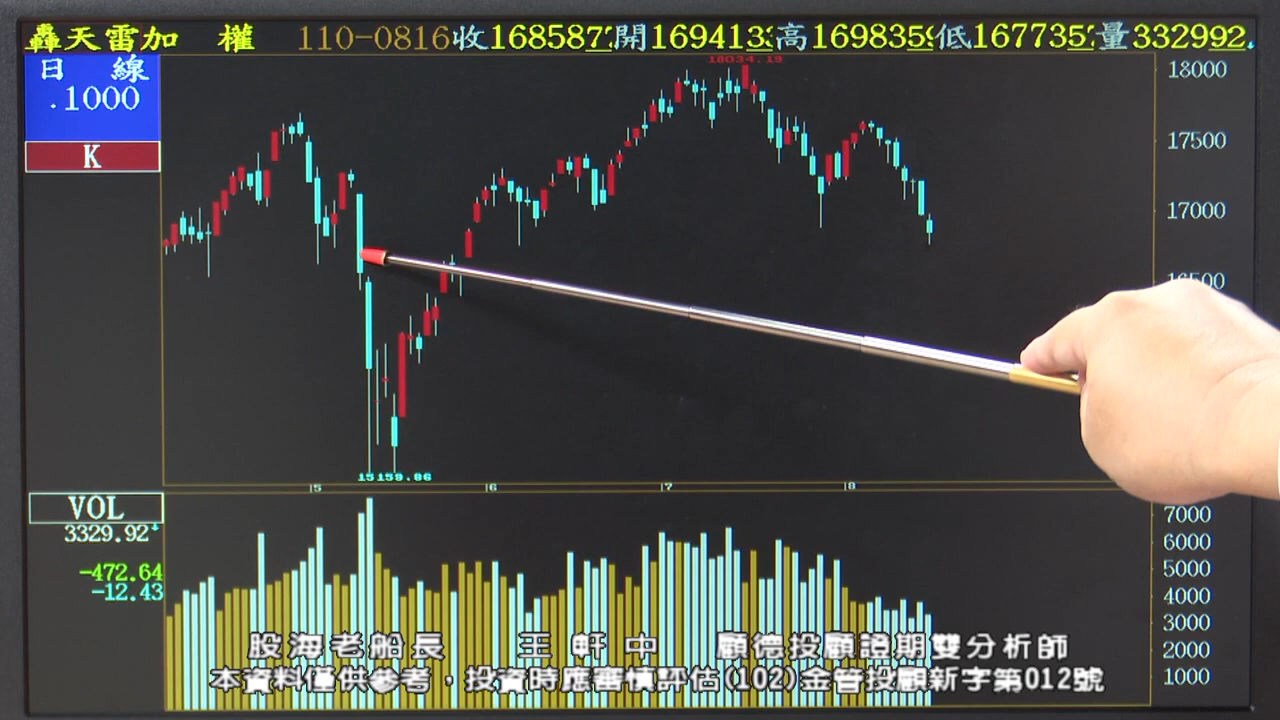 轟天雷加 權 110-0816收168587?開169413?高169835?低167735?量332992
日 線
.1000
K
18034.19
18000
17500
17000
16500
15159.86
5 6 7 8
VOL
3329.92
-472.64
-12.43
7000
6000
5000
4000
3000
2000
1000
股海老船長 王軒中 顧德投顧證期雙分析師
本資料僅供參考，投資時應審慎評估(102)金管投顧新字第012號